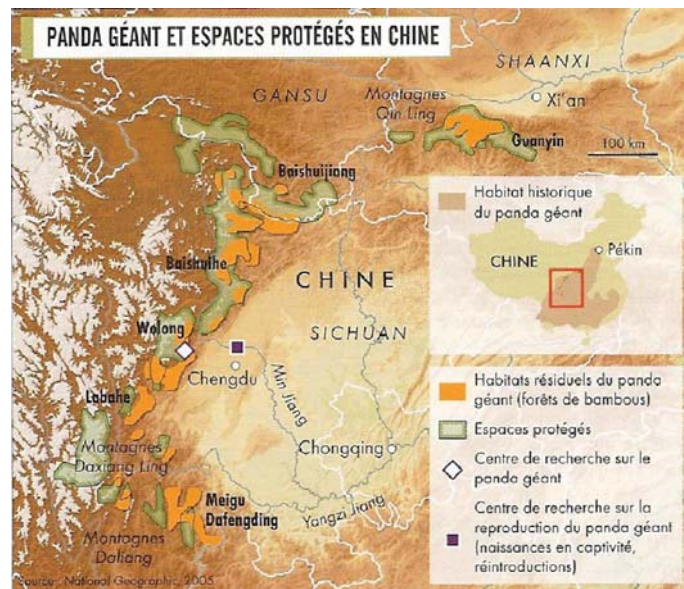 PANDA GÉANT ET ESPACES PROTÉGÉS EN CHINE
SHAANXI
GANSU
Montagnes
Qin Ling
Xi'an
Guanyin
100 km
Baishuijiang
Habitat historique
du panda géant
Pékin
CHINE
Baishuihe
CHINE
SICHUAN
Wolong
Chengdu
Min Jiang
Labahe
Chongqing
Montagnes
Daxiang Ling
Meigu
Dafengding
Yangzi Jiang
Montagnes
Daliang
Habitats résiduels du panda
géant (forêts de bambous)
Espaces protégés
Centre de recherche sur le
panda géant
Centre de recherche sur la
reproduction du panda géant
(naissances en captivité,
réintroductions)
Source: National Geographic, 2005